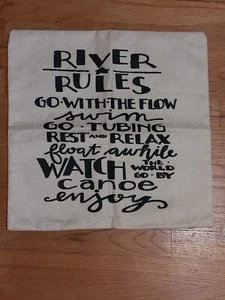 RIVER
RULES
GO·WITH·THE FLOW
swim
GO·TUBING
REST AND RELAX
float awhile
WATCH THE WORLD GO·BY
canoe
enjoy